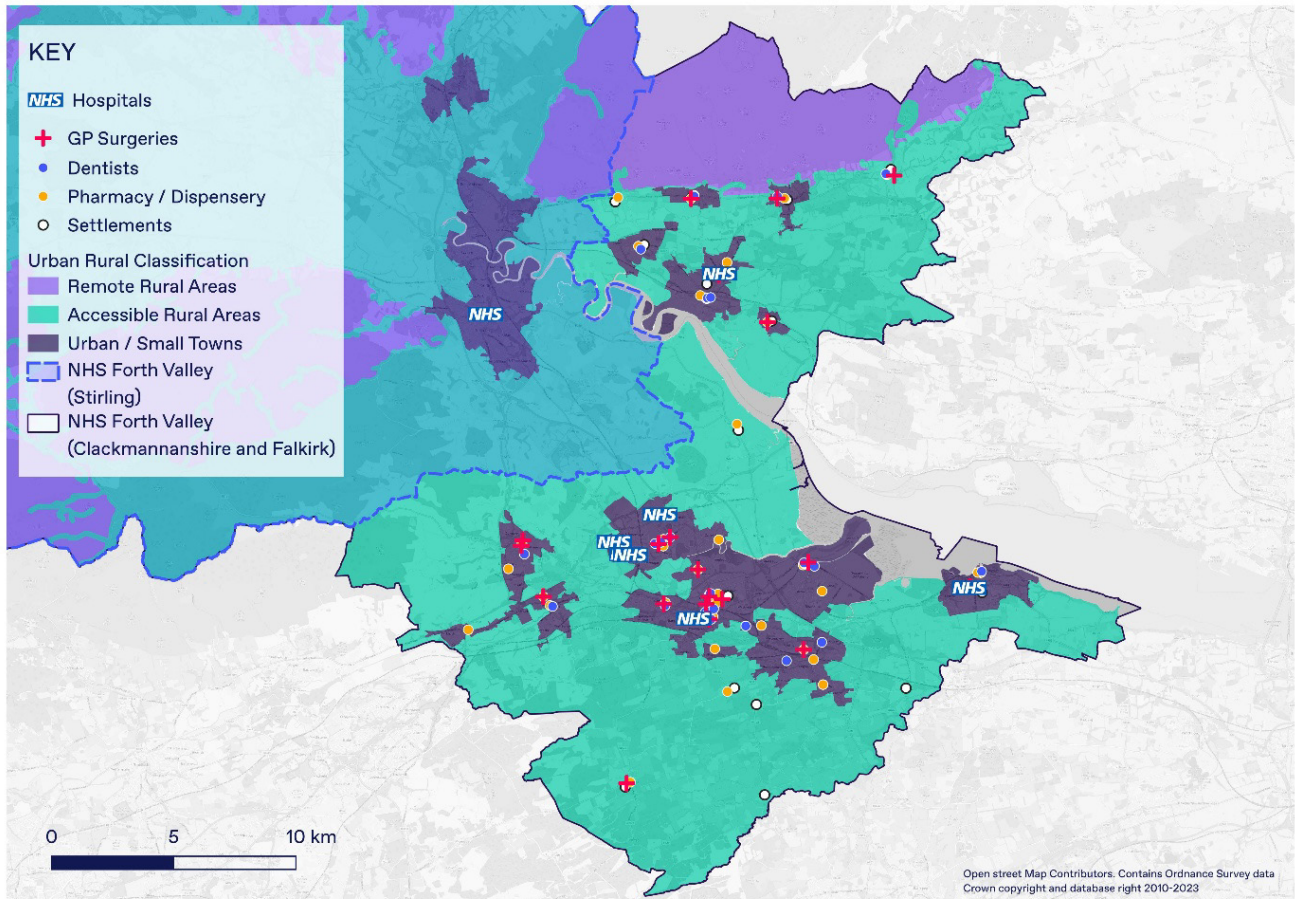 KEY
NHS Hospitals
GP Surgeries
Dentists
Pharmacy / Dispensery
Settlements
Urban Rural Classification
Remote Rural Areas
Accessible Rural Areas
Urban / Small Towns
NHS Forth Valley
(Stirling)
NHS Forth Valley
(Clackmannanshire and Falkirk)
NHS
NHS
NHS
NHS
NHS
NHS
NHS
0 5 10 km
Open street Map Contributors. Contains Ordnance Survey data
Crown copyright and database right 2010-2023